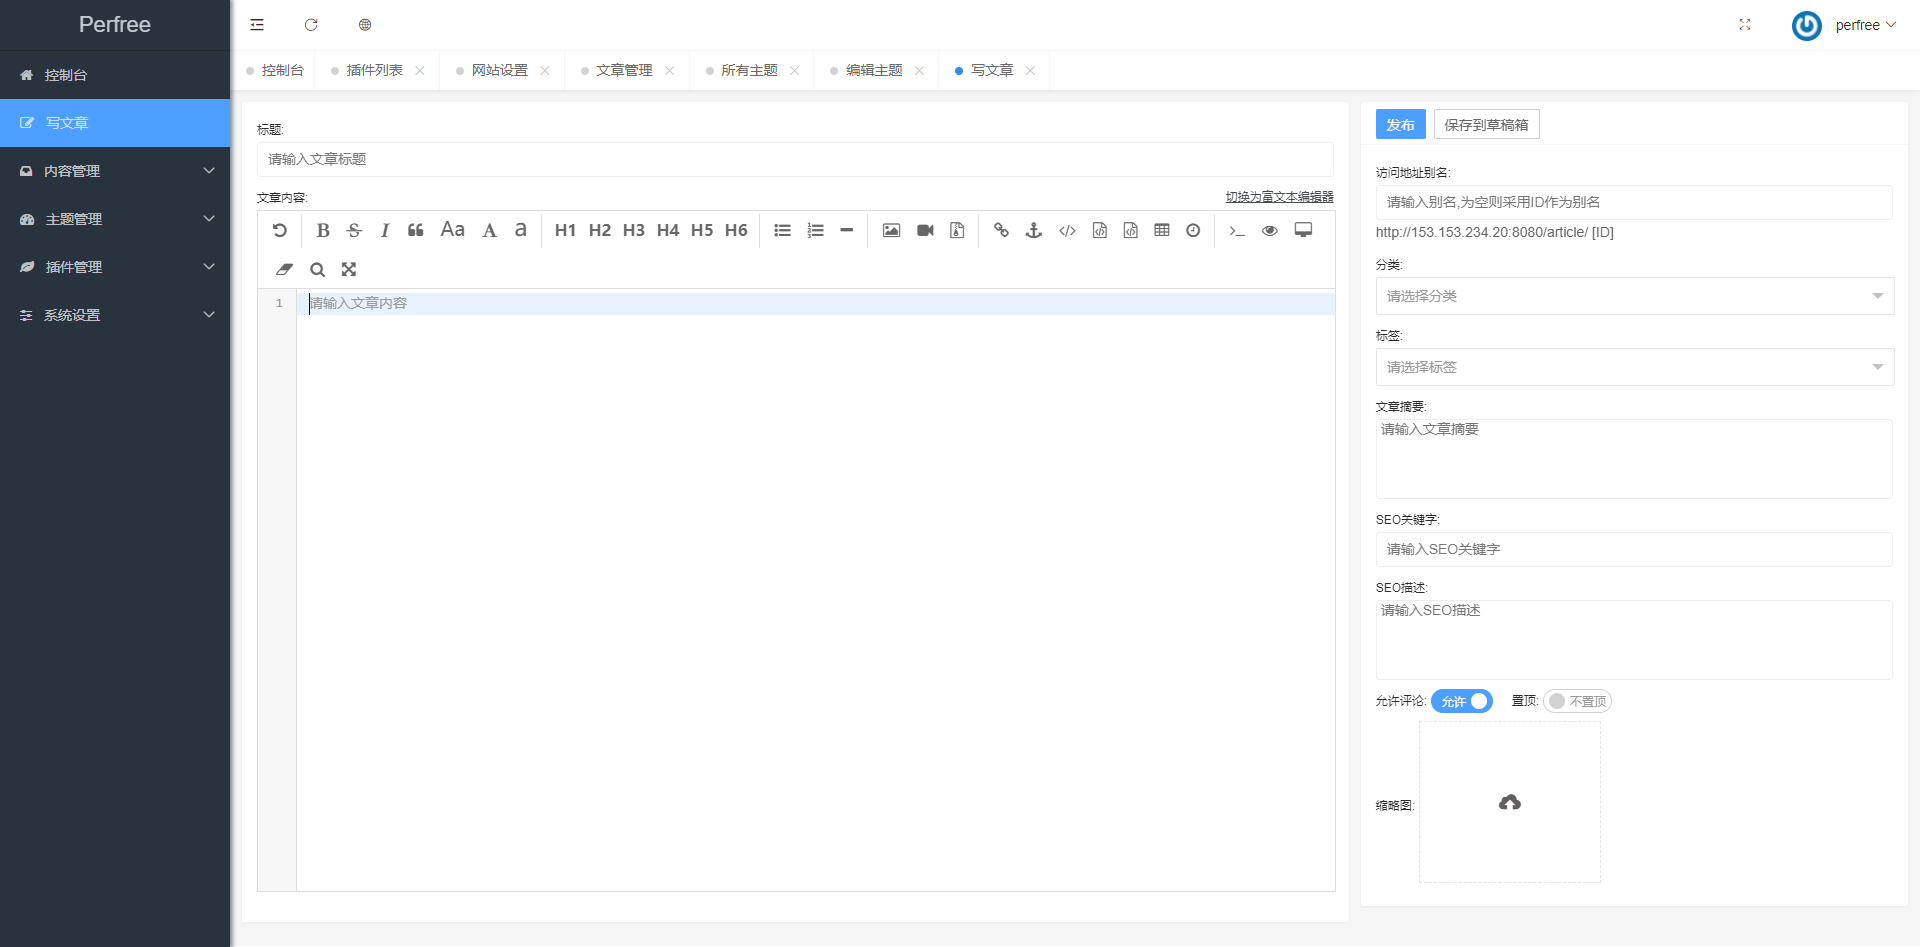 Perfree
控制台
写文章
内容管理
主题管理
插件管理
系统设置
perfree
控制台 插件列表 网站设置 文章管理 所有主题 编辑主题 写文章
标题:
请输入文章标题
文章内容: 切换为富文本编辑器
B S I Aa A a H1 H2 H3 H4 H5 H6
1 请输入文章内容
发布 保存到草稿箱
访问地址别名:
请输入别名,为空则采用ID作为别名
http://153.153.234.20:8080/article/ [ID]
分类:
请选择分类
标签:
请选择标签
文章摘要:
请输入文章摘要
SEO关键字:
请输入SEO关键字
SEO描述:
请输入SEO描述
允许评论: 允许 置顶: 不置顶
缩略图: